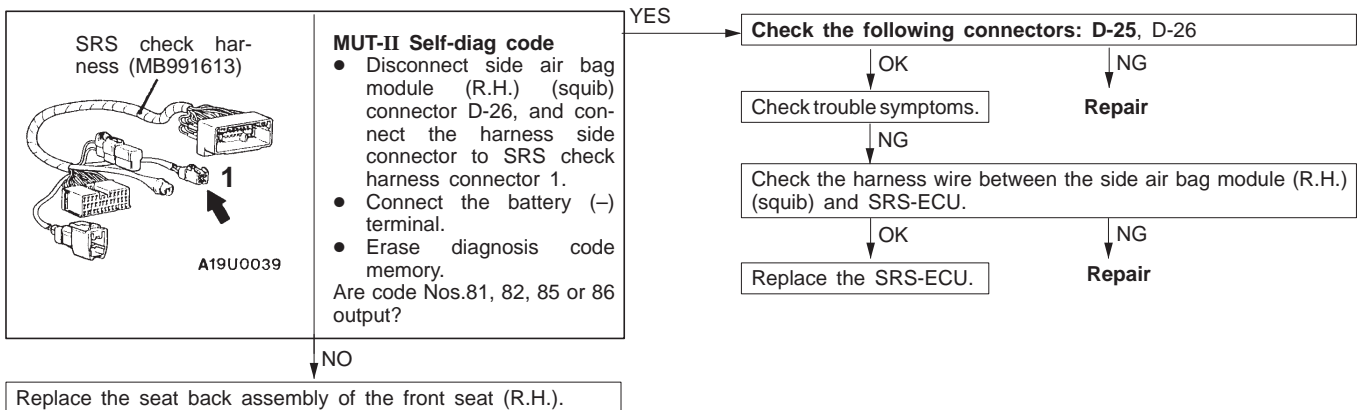 SRS check har-
ness (MB991613)
1
A19U0039
MUT-II Self-diag code
● Disconnect side air bag
module (R.H.) (squib)
connector D-26, and con-
nect the harness side
connector to SRS check
harness connector 1.
● Connect the battery (–)
terminal.
● Erase diagnosis code
memory.
Are code Nos.81, 82, 85 or 86
output?
YES
Check the following connectors: D-25, D-26
OK
NG
Check trouble symptoms.
Repair
NG
Check the harness wire between the side air bag module (R.H.)
(squib) and SRS-ECU.
OK
NG
Replace the SRS-ECU.
Repair
NO
Replace the seat back assembly of the front seat (R.H.).